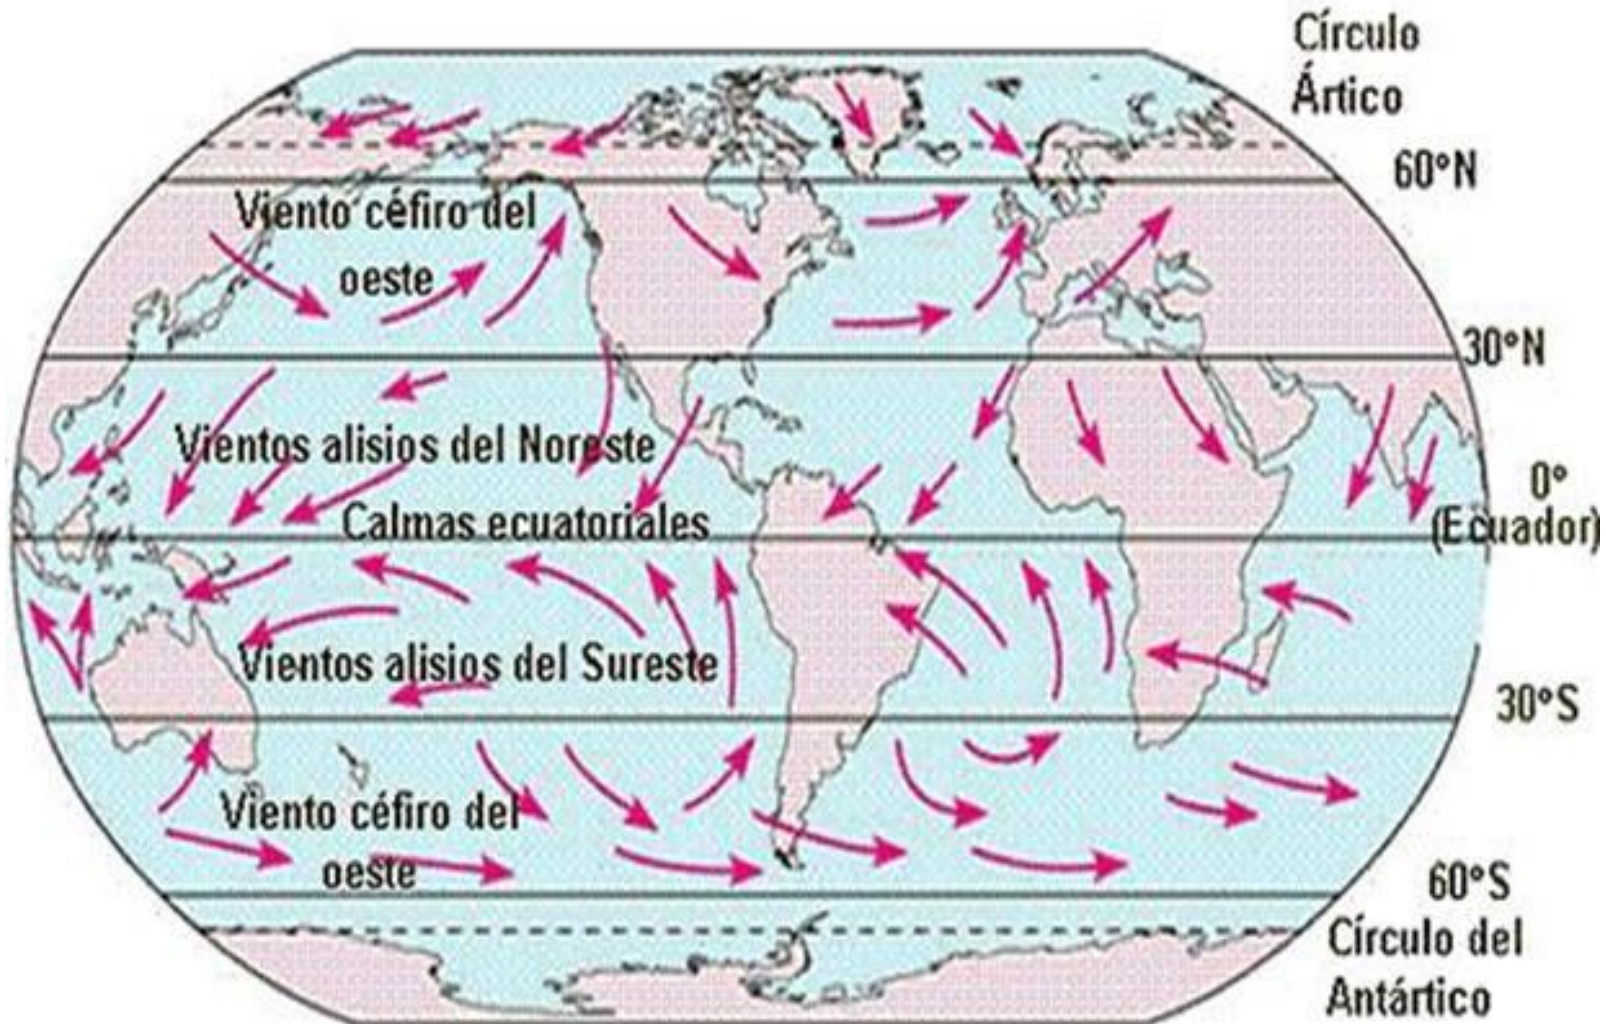 Círculo
Ártico
60°N
Viento céfiro del
oeste
30°N
Vientos alisios del Noreste
0°
(Ecuador)
Calmas ecuatoriales
Vientos alisios del Sureste
30°S
Viento céfiro del
oeste
60°S
Círculo del
Antártico